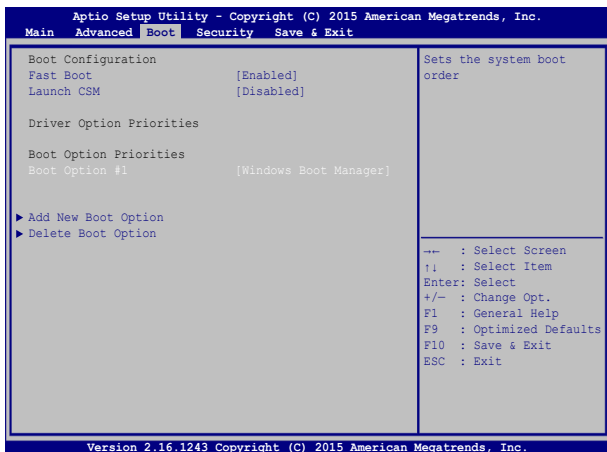 Aptio Setup Utility - Copyright (C) 2015 American Megatrends, Inc.
Main Advanced Boot Security Save & Exit
Boot Configuration
Fast Boot [Enabled]
Launch CSM [Disabled]
Driver Option Priorities
Boot Option Priorities
Boot Option #1 [Windows Boot Manager]
▶ Add New Boot Option
▶ Delete Boot Option
Sets the system boot
order
→← : Select Screen
↑↓ : Select Item
Enter: Select
+/— : Change Opt.
F1 : General Help
F9 : Optimized Defaults
F10 : Save & Exit
ESC : Exit
Version 2.16.1243 Copyright (C) 2015 American Megatrends, Inc.